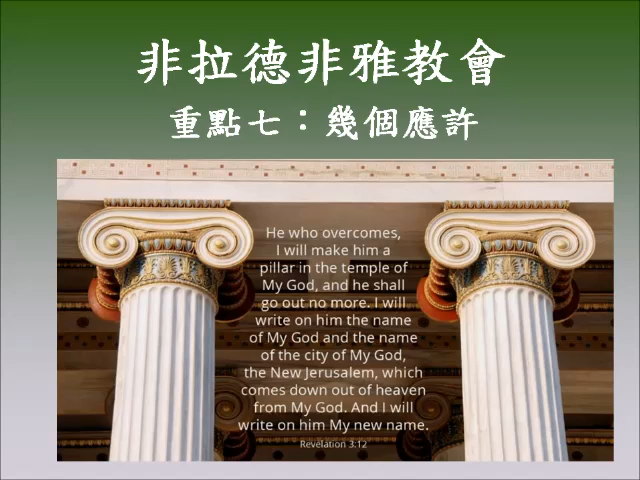 非拉德非雅教會
重點七：幾個應許
He who overcomes,
I will make him a
pillar in the temple of
My God, and he shall
go out no more. I will
write on him the name
of My God and the name
of the city of My God,
the New Jerusalem, which
comes down out of heaven
from My God. And I will
write on him My new name.
Revelation 3:12